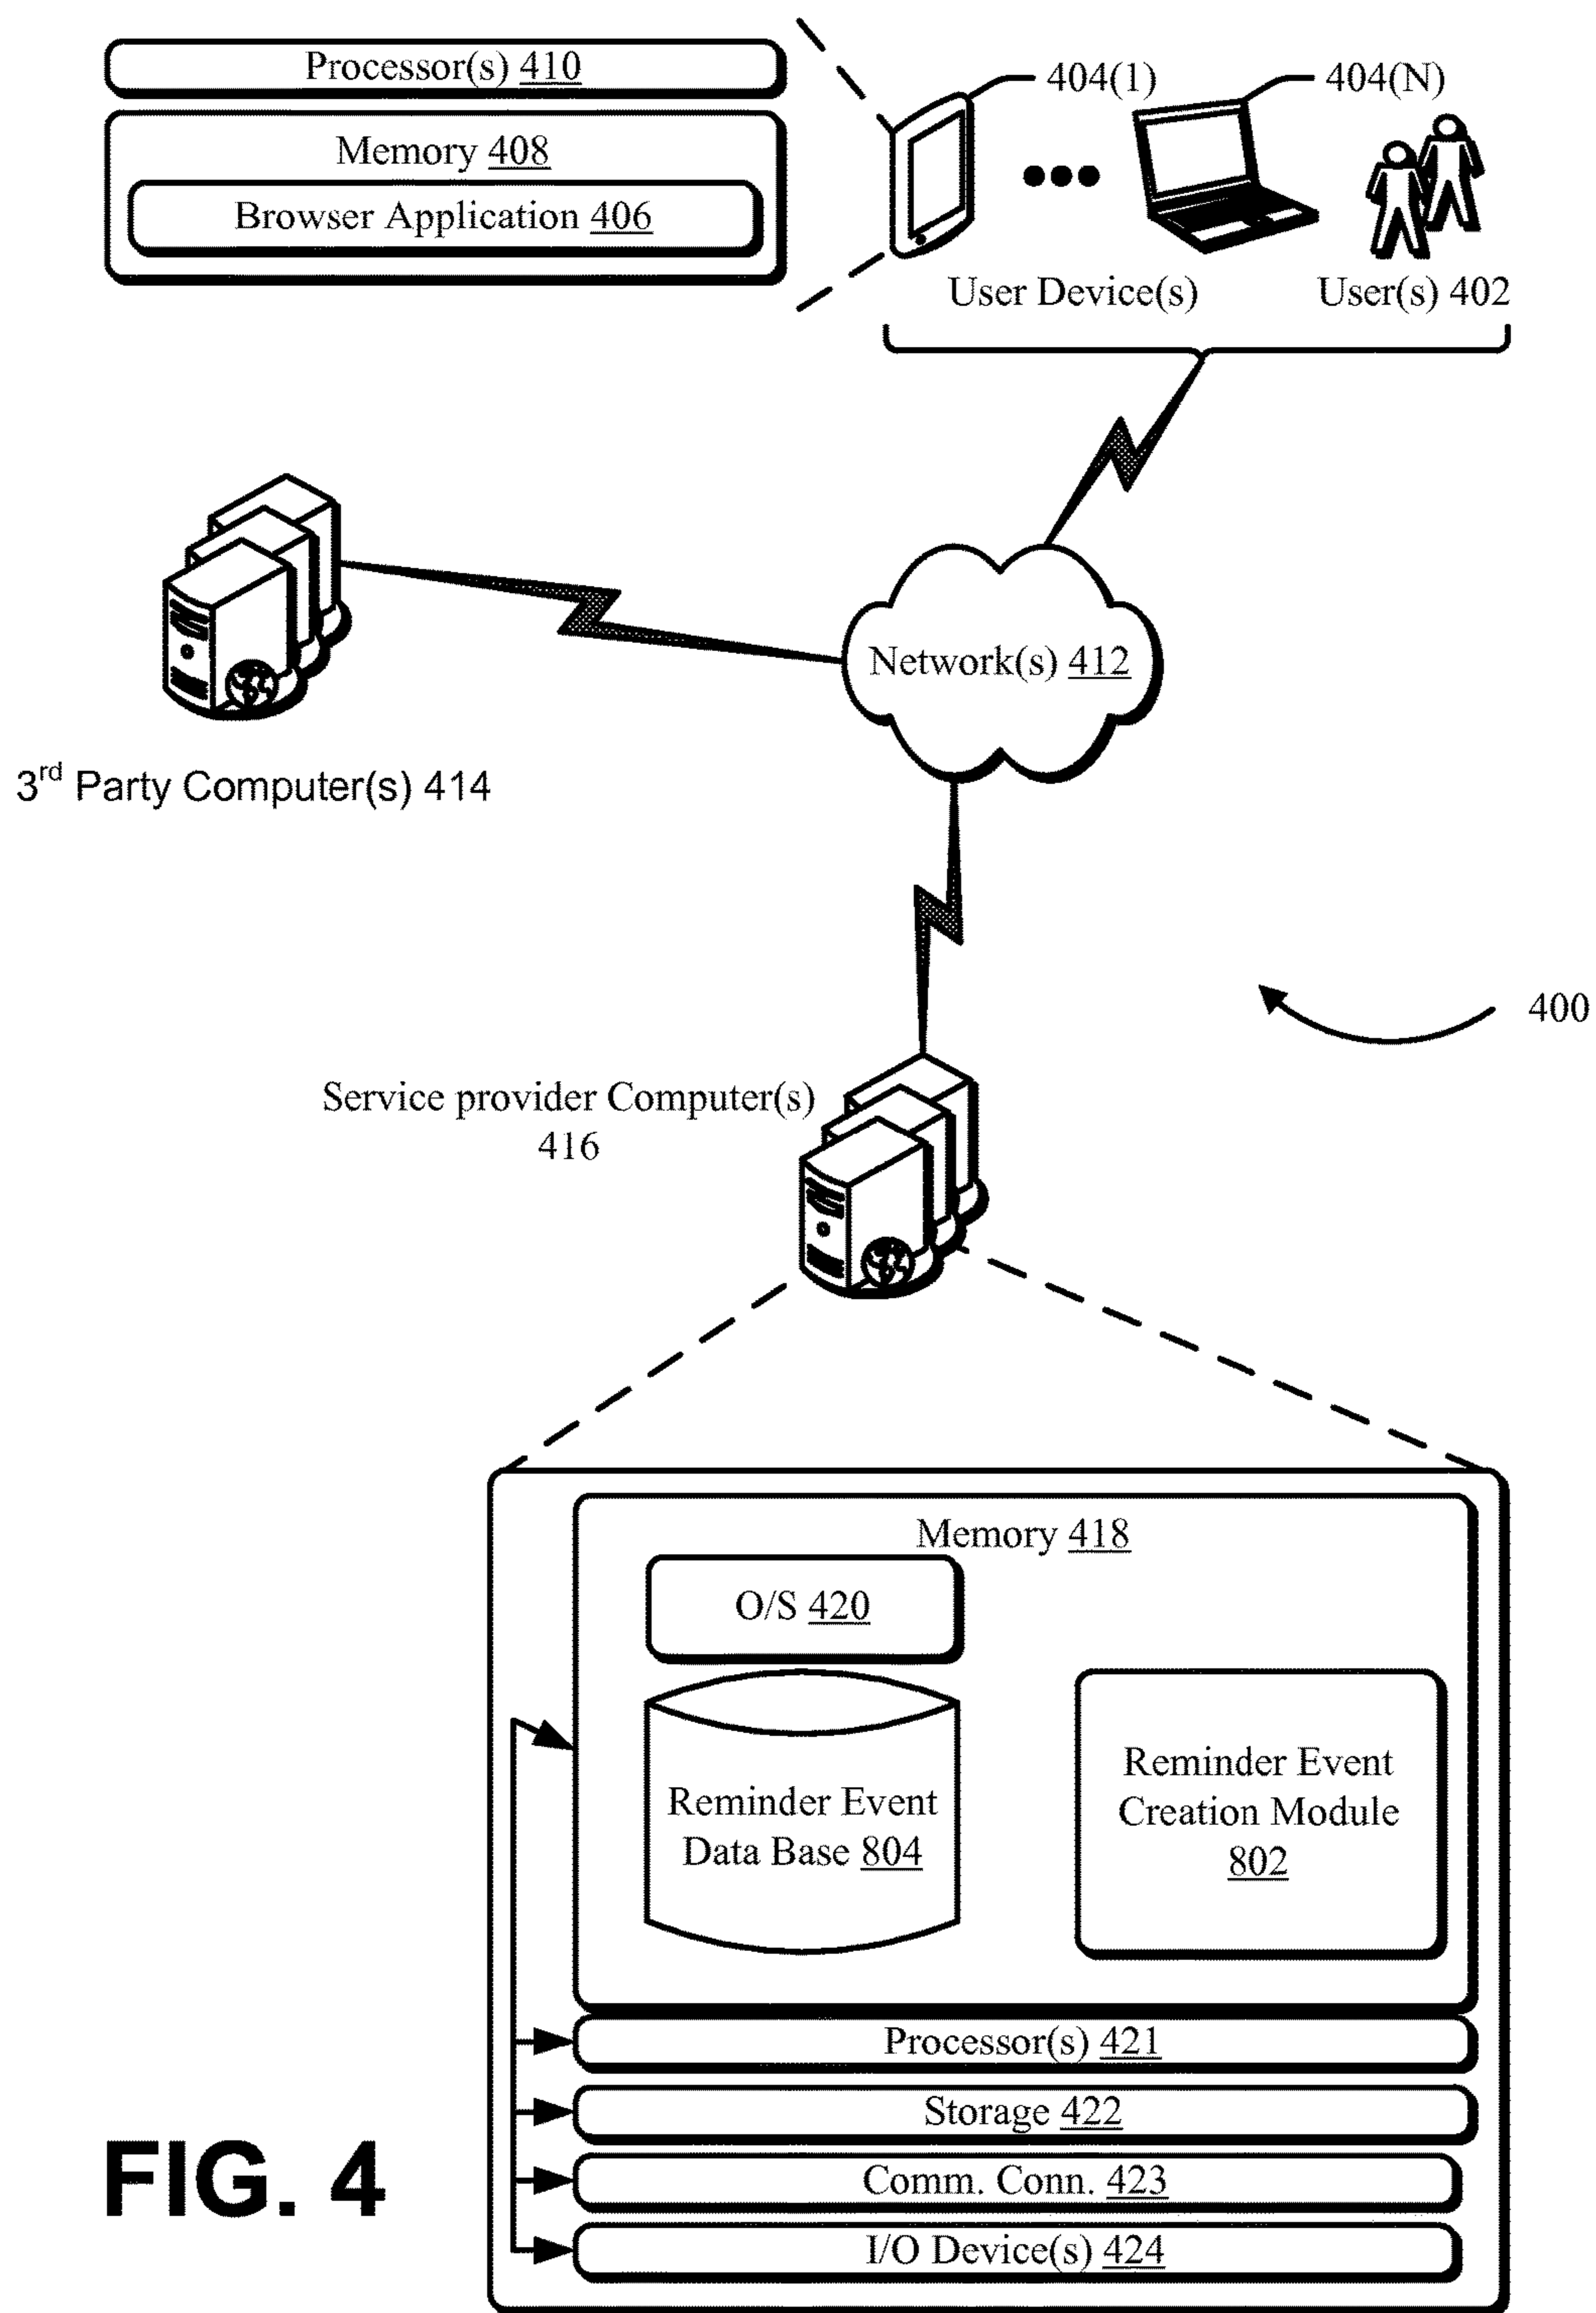 Processor(s) 410
Memory 408
Browser Application 406
404(1)
404(N)
User Device(s)
User(s) 402
Network(s) 412
3rd Party Computer(s) 414
400
Service provider Computer(s)
416
Memory 418
O/S 420
Reminder Event
Data Base 804
Reminder Event
Creation Module
802
Processor(s) 421
Storage 422
Comm. Conn. 423
I/O Device(s) 424
FIG. 4